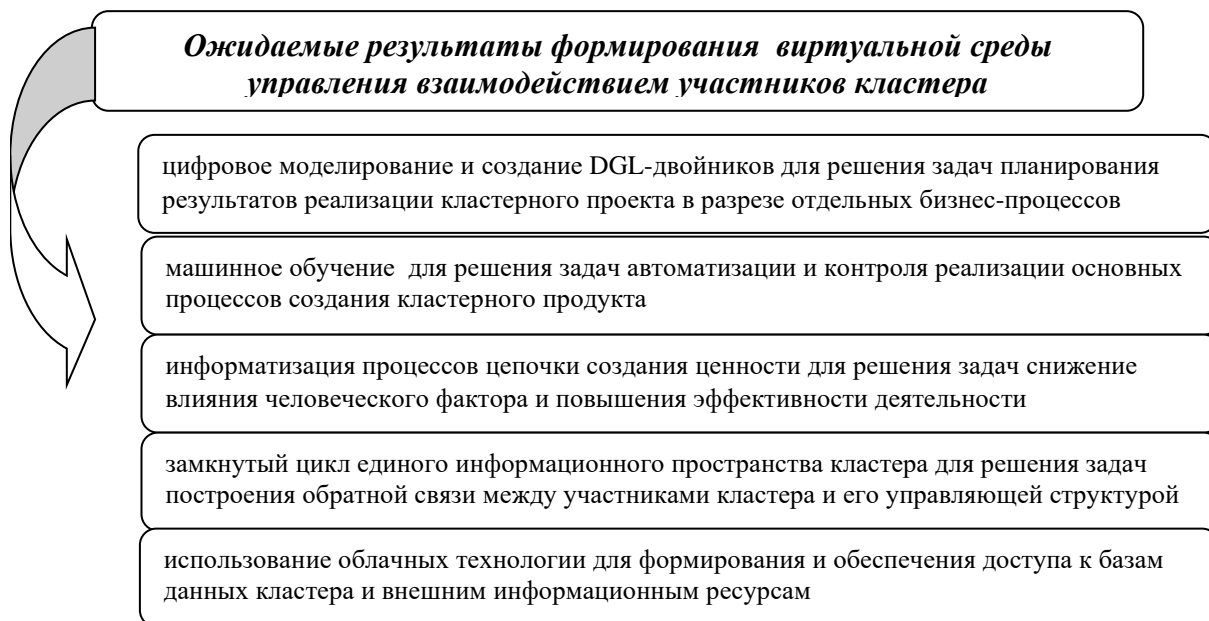 Ожидаемые результаты формирования виртуальной среды
управления взаимодействием участников кластера
цифровое моделирование и создание DGL-двойников для решения задач планирования
результатов реализации кластерного проекта в разрезе отдельных бизнес-процессов
машинное обучение для решения задач автоматизации и контроля реализации основных
процессов создания кластерного продукта
информатизация процессов цепочки создания ценности для решения задач снижение
влияния человеческого фактора и повышения эффективности деятельности
замкнутый цикл единого информационного пространства кластера для решения задач
построения обратной связи между участниками кластера и его управляющей структурой
использование облачных технологии для формирования и обеспечения доступа к базам
данных кластера и внешним информационным ресурсам